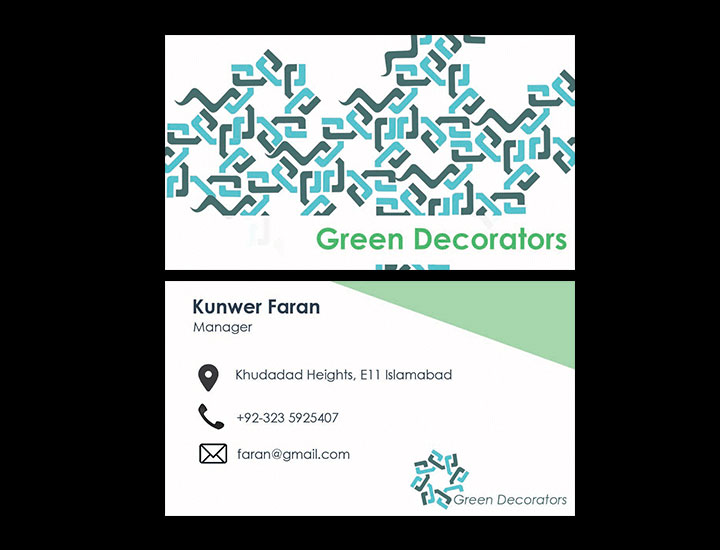 Green Decorators
Kunwer Faran
Manager
Khudadad Heights, E11 Islamabad
+92-323 5925407
faran@gmail.com
Green Decorators